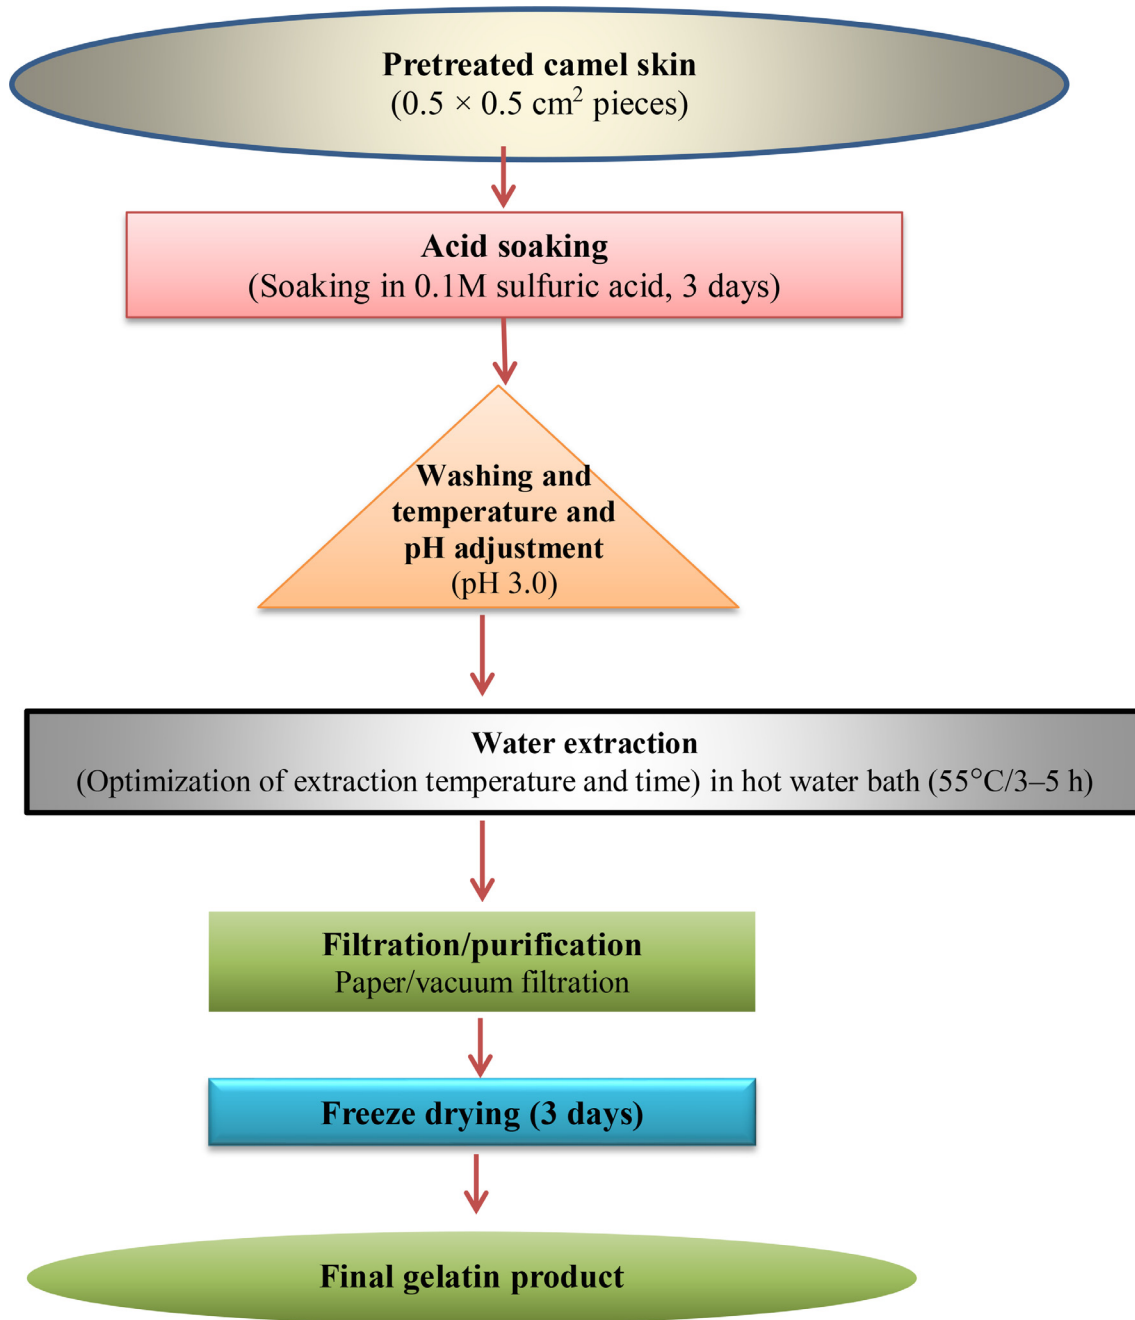 Pretreated camel skin
(0.5 × 0.5 cm² pieces)
Acid soaking
(Soaking in 0.1M sulfuric acid, 3 days)
Washing and
temperature and
pH adjustment
(pH 3.0)
Water extraction
(Optimization of extraction temperature and time) in hot water bath (55°C/3–5 h)
Filtration/purification
Paper/vacuum filtration
Freeze drying (3 days)
Final gelatin product